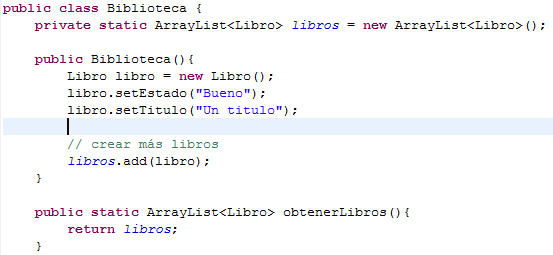 public class Biblioteca {
    private static ArrayList<Libro> libros = new ArrayList<Libro>();
    public Biblioteca(){
        Libro libro = new Libro();
        libro.setEstado("Bueno");
        libro.setTitulo("Un titulo");
        // crear más libros
        libros.add(libro);
    }
    public static ArrayList<Libro> obtenerLibros(){
        return libros;
    }